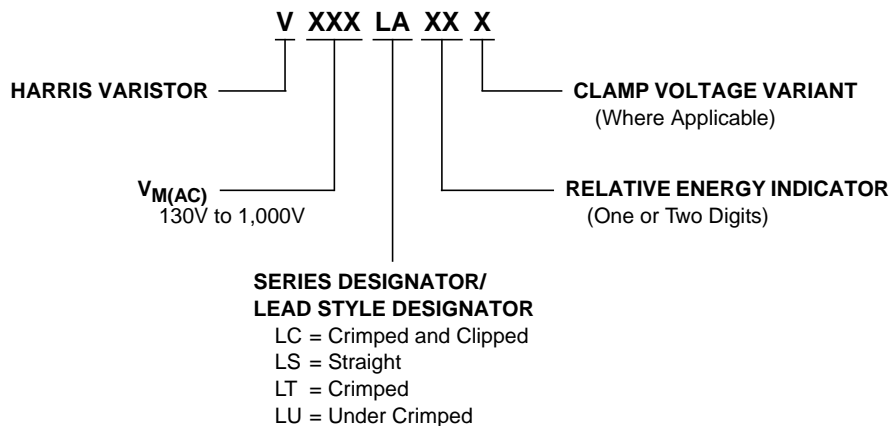 V XXX LA XX X
HARRIS VARISTOR
CLAMP VOLTAGE VARIANT
(Where Applicable)
VM(AC)
130V to 1,000V
RELATIVE ENERGY INDICATOR
(One or Two Digits)
SERIES DESIGNATOR/
LEAD STYLE DESIGNATOR
LC = Crimped and Clipped
LS = Straight
LT = Crimped
LU = Under Crimped